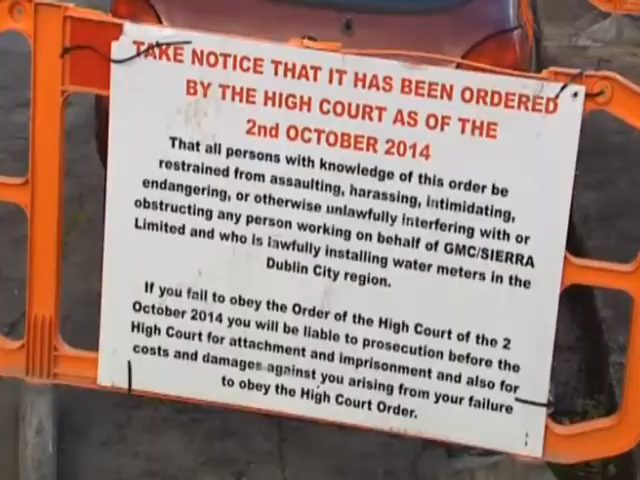 TAKE NOTICE THAT IT HAS BEEN ORDERED
BY THE HIGH COURT AS OF THE
2nd OCTOBER 2014
That all persons with knowledge of this order be
restrained from assaulting, harassing, intimidating,
endangering, or otherwise unlawfully interfering with or
obstructing any person working on behalf of GMC/SIERRA
Limited and who is lawfully installing water meters in the
Dublin City region.
If you fail to obey the Order of the High Court of the 2
October 2014 you will be liable to prosecution before the
High Court for attachment and imprisonment and also for
costs and damages against you arising from your failure
to obey the High Court Order.